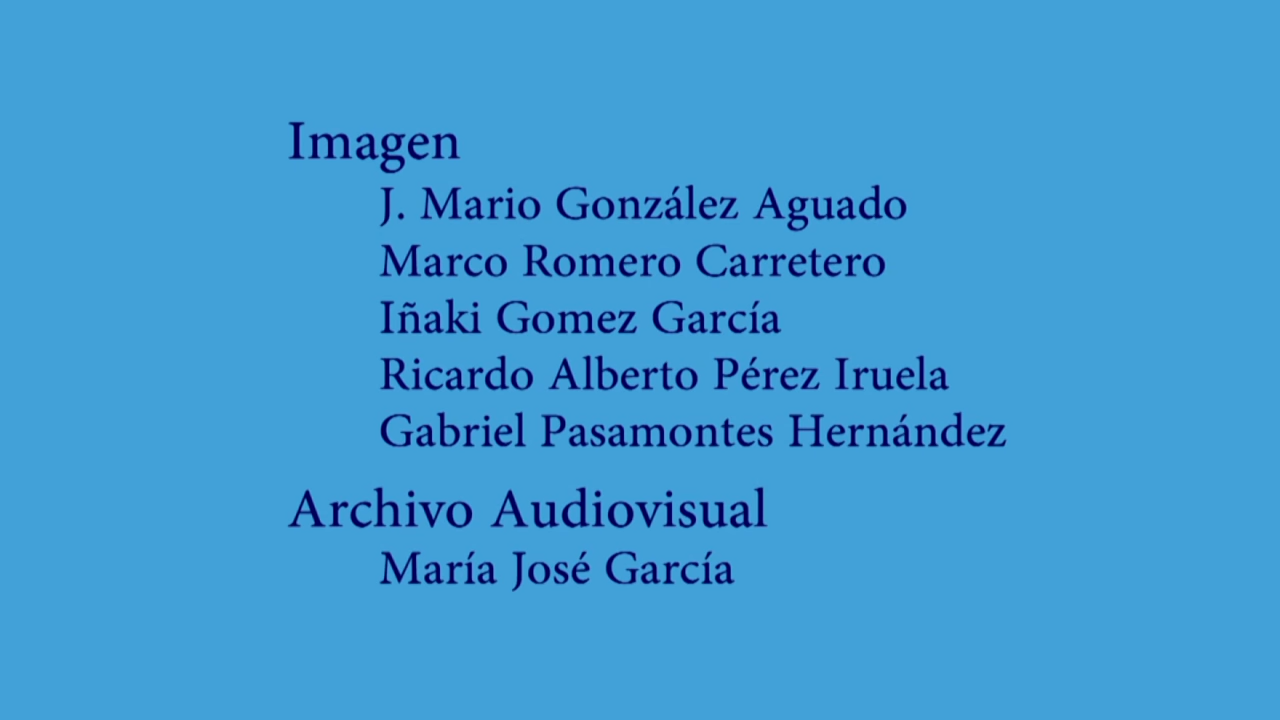 Imagen
J. Mario González Aguado
Marco Romero Carretero
Iñaki Gomez García
Ricardo Alberto Pérez Iruela
Gabriel Pasamontes Hernández
Archivo Audiovisual
María José García